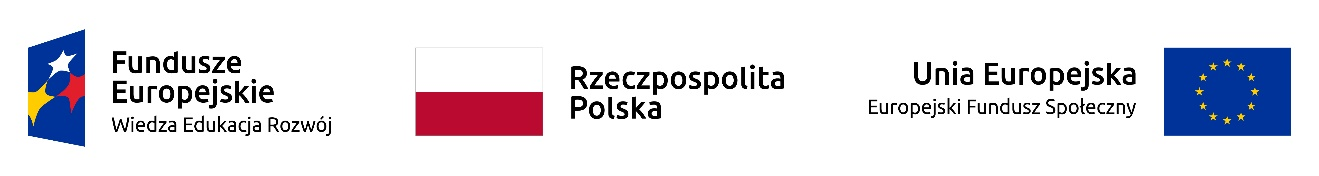 Fundusze
Europejskie
Wiedza Edukacja Rozwój
Rzeczpospolita
Polska
Unia Europejska
Europejski Fundusz Społeczny